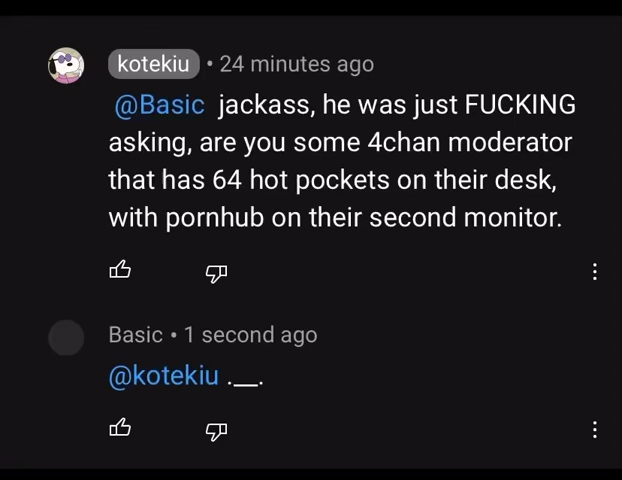 kotekiu • 24 minutes ago
@Basic jackass, he was just FUCKING
asking, are you some 4chan moderator
that has 64 hot pockets on their desk,
with pornhub on their second monitor.
Basic • 1 second ago
@kotekiu .__.